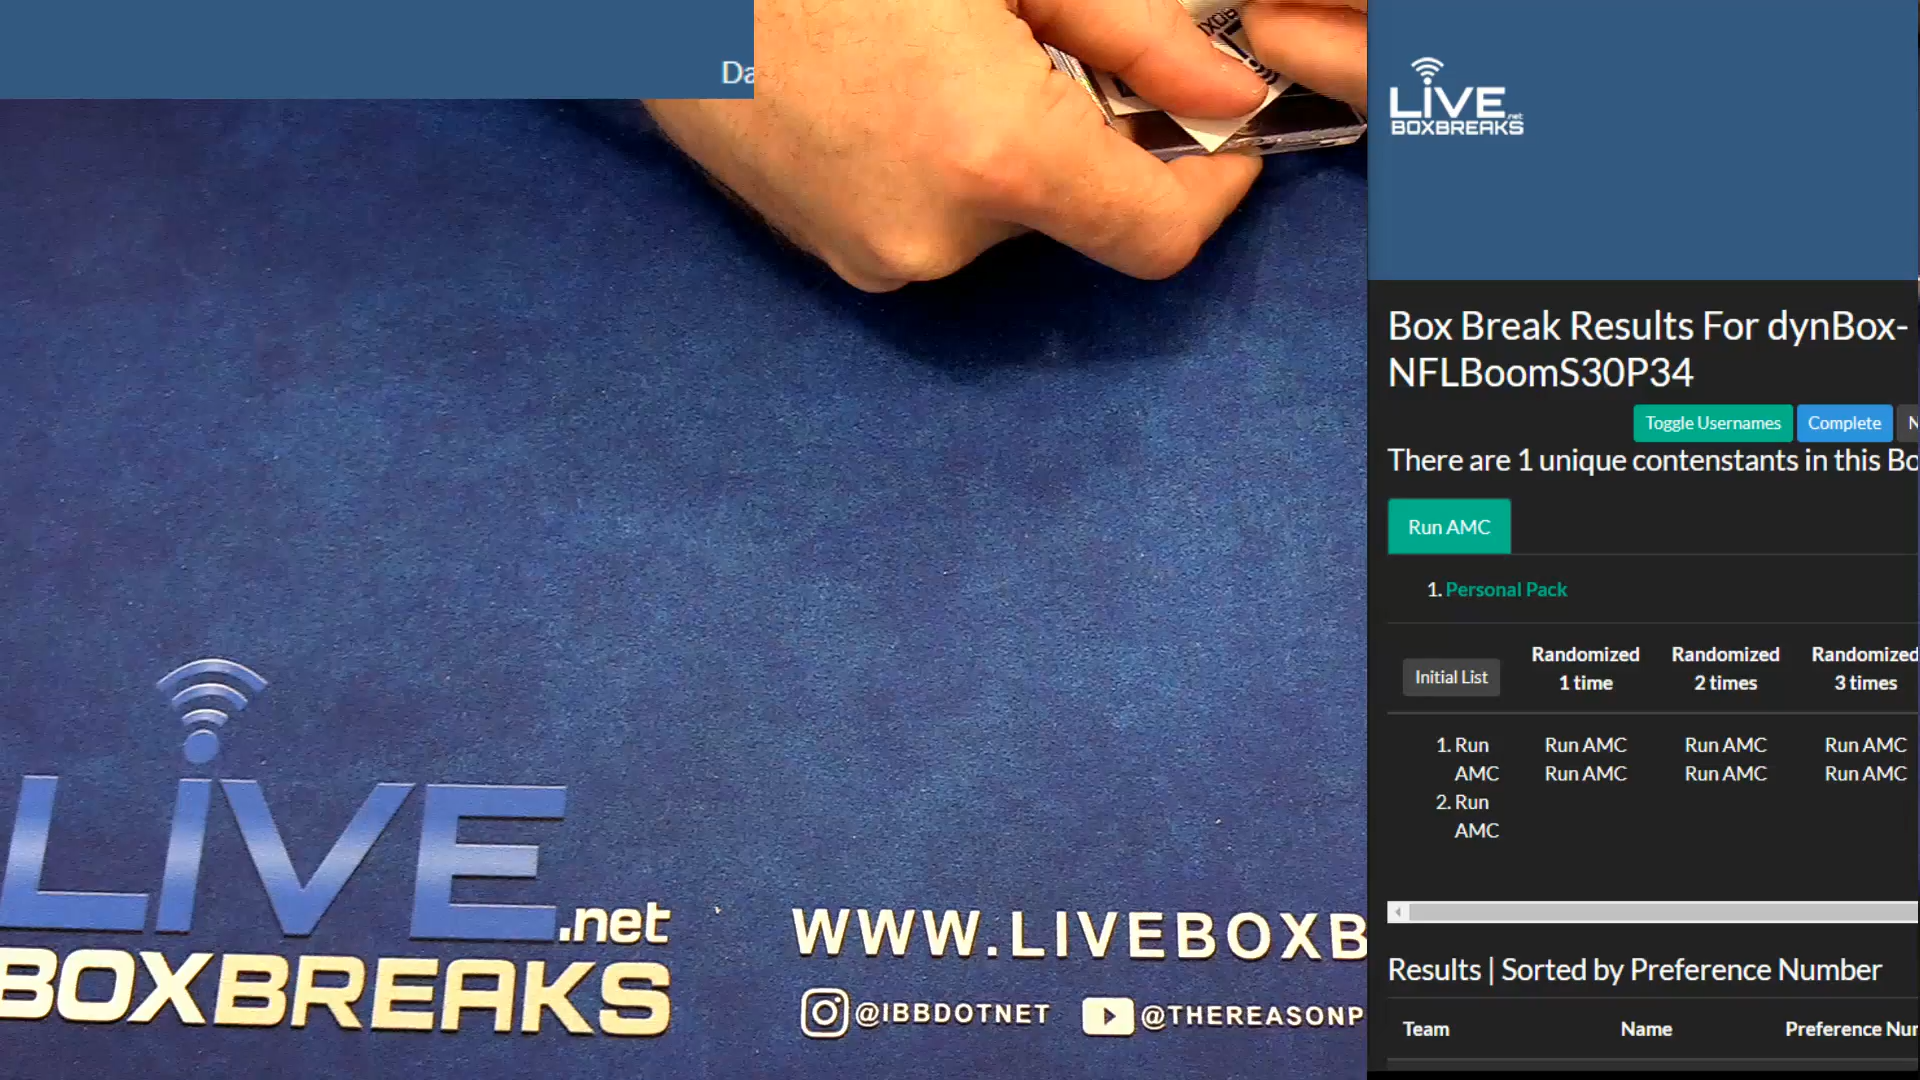 Da
LIVE
.net
BOXBREAKS
WWW.LIVEBOXB
@IBBDOTNET
@THEREASONP
LIVE
.net
BOXBREAKS
Box Break Results For dynBox-
NFLBoomS30P34
Toggle Usernames
Complete
N
There are 1 unique contenstants in this Bo
Run AMC
1. Personal Pack
Initial List
Randomized
1 time
Randomized
2 times
Randomized
3 times
1. Run
AMC
2. Run
AMC
Run AMC
Run AMC
Run AMC
Run AMC
Run AMC
Run AMC
Results | Sorted by Preference Number
Team Name Preference Nu